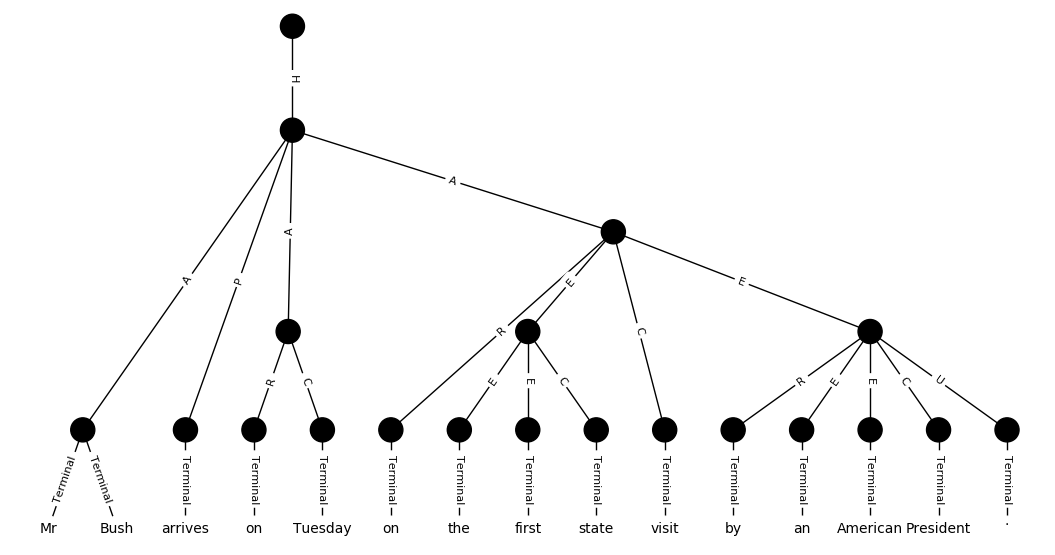 H
A
A
A
P
E
E
R
C
R
C
E
E
C
R
E
E
C
U
Terminal Terminal Terminal Terminal Terminal Terminal Terminal Terminal Terminal Terminal Terminal Terminal Terminal Terminal Terminal
Mr Bush arrives on Tuesday on the first state visit by an American President .